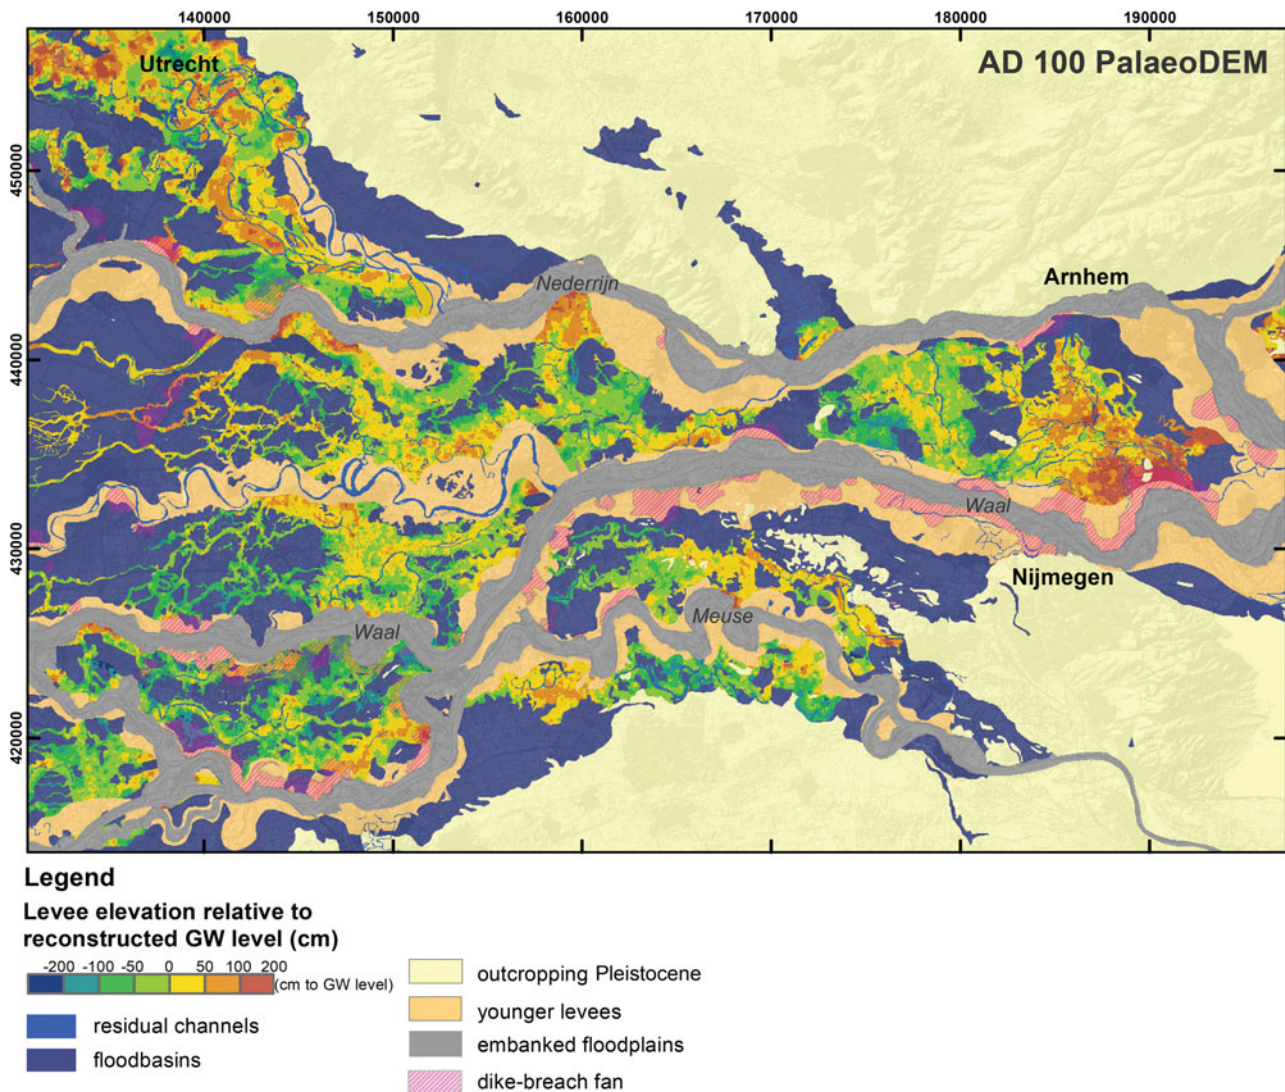 140000 150000 160000 170000 180000 190000
AD 100 PalaeoDEM
Utrecht
450000
Arnhem
Nederrijn
440000
Waal
430000
Nijmegen
Meuse
Waal
420000
Legend
Levee elevation relative to
reconstructed GW level (cm)
-200 -100 -50 0 50 100 200
(cm to GW level)
residual channels
floodbasins
outcropping Pleistocene
younger levees
embanked floodplains
dike-breach fan